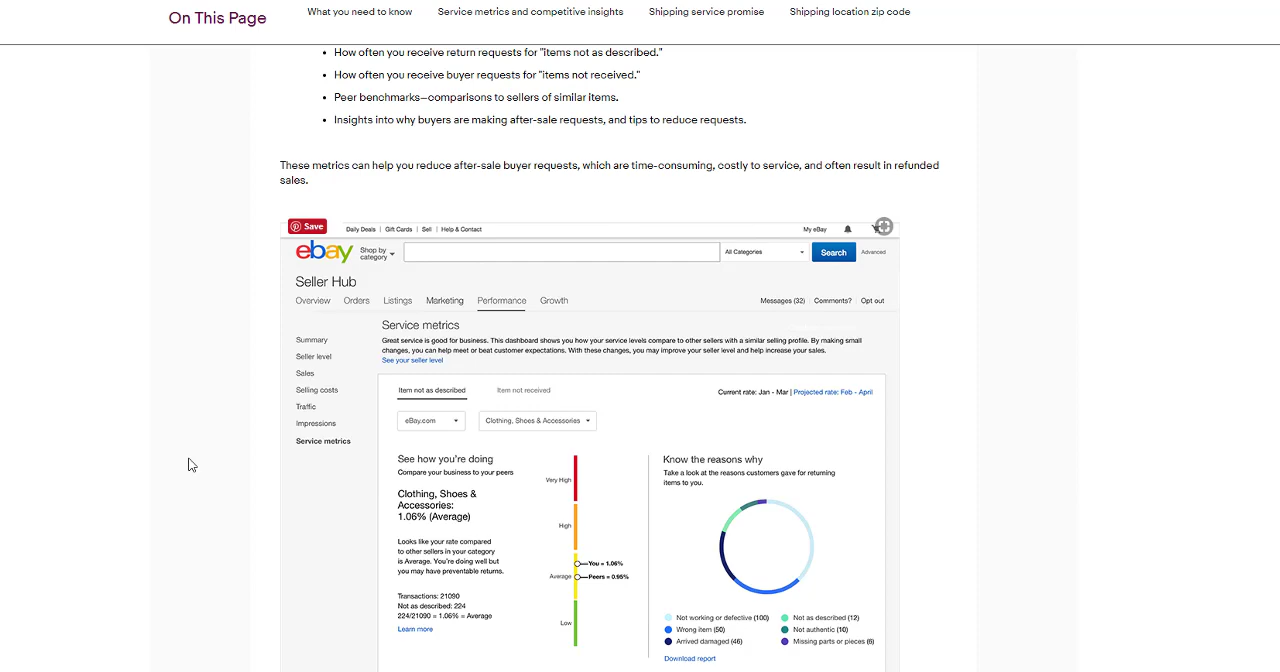 On This Page
What you need to know
Service metrics and competitive insights
Shipping service promise
Shipping location zip code
• How often you receive return requests for "items not as described."
• How often you receive buyer requests for "items not received."
• Peer benchmarks—comparisons to sellers of similar items.
• Insights into why buyers are making after-sale requests, and tips to reduce requests.
These metrics can help you reduce after-sale buyer requests, which are time-consuming, costly to service, and often result in refunded
sales.
Save
Daily Deals | Gift Cards | Sell | Help & Contact
My eBay
ebay
Shop by
category
All Categories
Search
Advanced
Seller Hub
Overview Orders Listings Marketing Performance Growth
Messages (32) Comments? Opt out
Summary
Seller level
Sales
Selling costs
Traffic
Impressions
Service metrics
Service metrics
Great service is good for business. This dashboard shows you how your service levels compare to other sellers with a similar selling profile. By making small
changes, you can help meet or beat customer expectations. With these changes, you may improve your seller level and help increase your sales.
See your seller level
Item not as described
Item not received
Current rate: Jan - Mar | Projected rate: Feb - April
eBay.com
Clothing, Shoes & Accessories
See how you're doing
Compare your business to your peers
Clothing, Shoes &
Accessories:
1.06% (Average)
Looks like your rate compared
to other sellers in your category
is Average. You're doing well but
you may have preventable returns.
Transactions: 21090
Not as described: 224
224/21090 = 1.06% = Average
Learn more
Very High
High
Average
Low
You = 1.06%
Peers = 0.95%
Know the reasons why
Take a look at the reasons customers gave for returning
items to you.
Not working or defective (100)
Wrong item (50)
Arrived damaged (46)
Not as described (12)
Not authentic (10)
Missing parts or pieces (6)
Download report